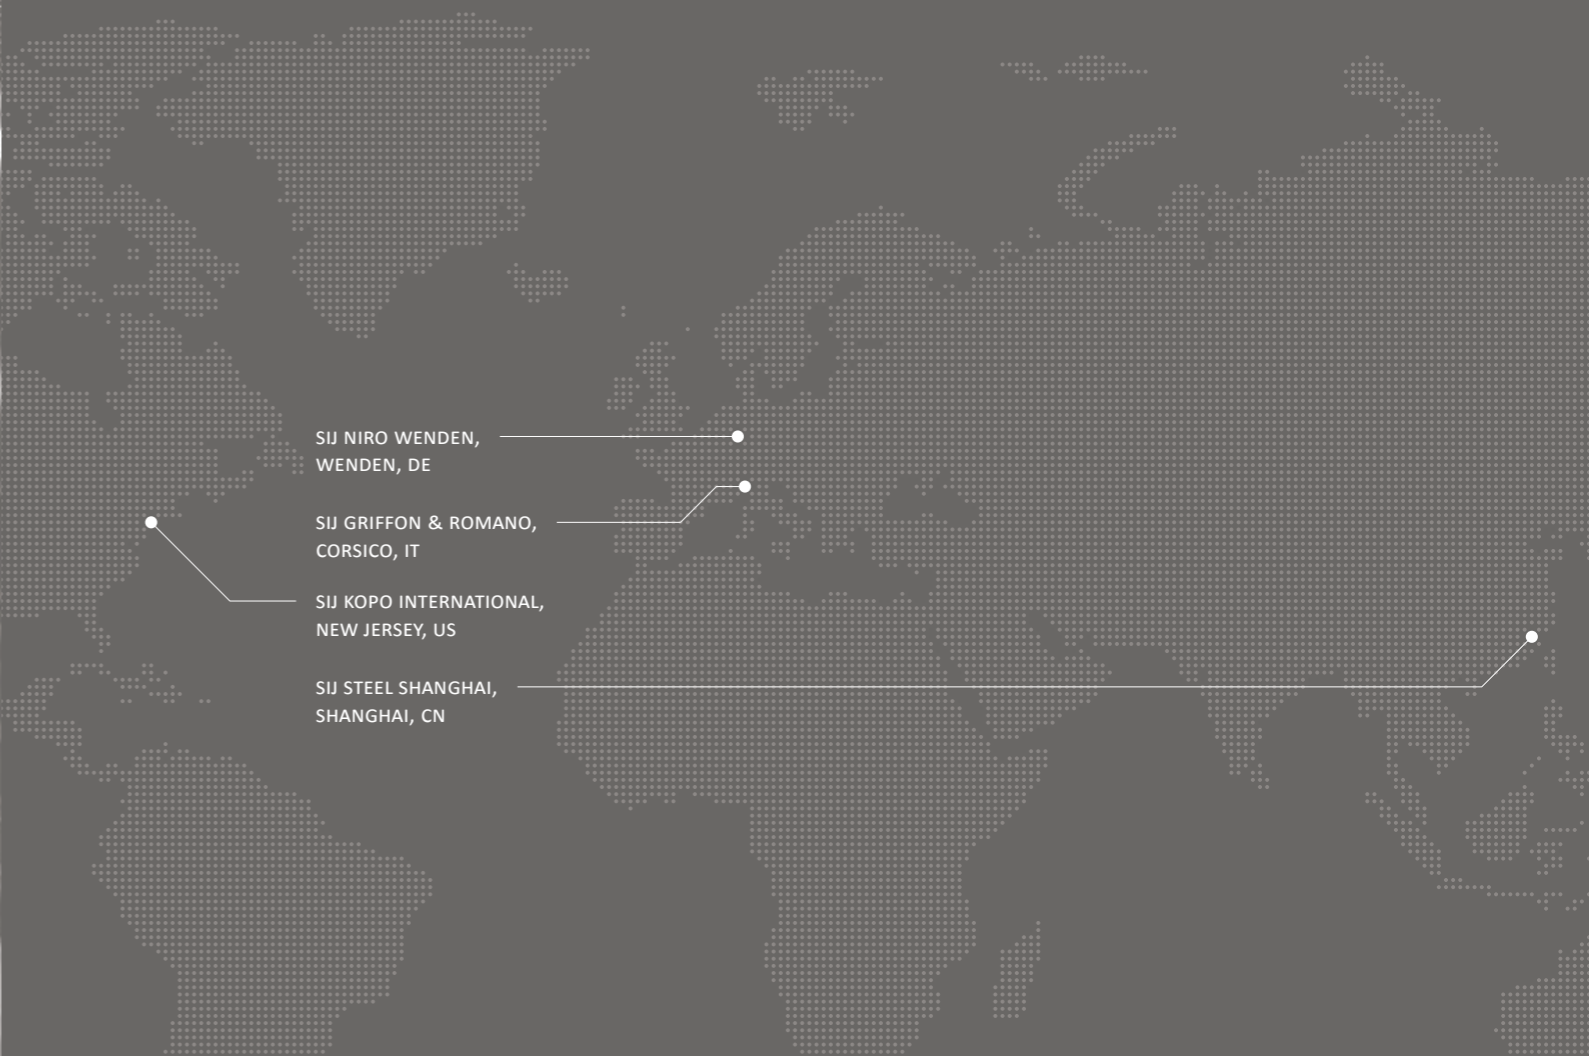 SIJ NIRO WENDEN,
WENDEN, DE
SIJ GRIFFON & ROMANO,
CORSICO, IT
SIJ KOPO INTERNATIONAL,
NEW JERSEY, US
SIJ STEEL SHANGHAI,
SHANGHAI, CN